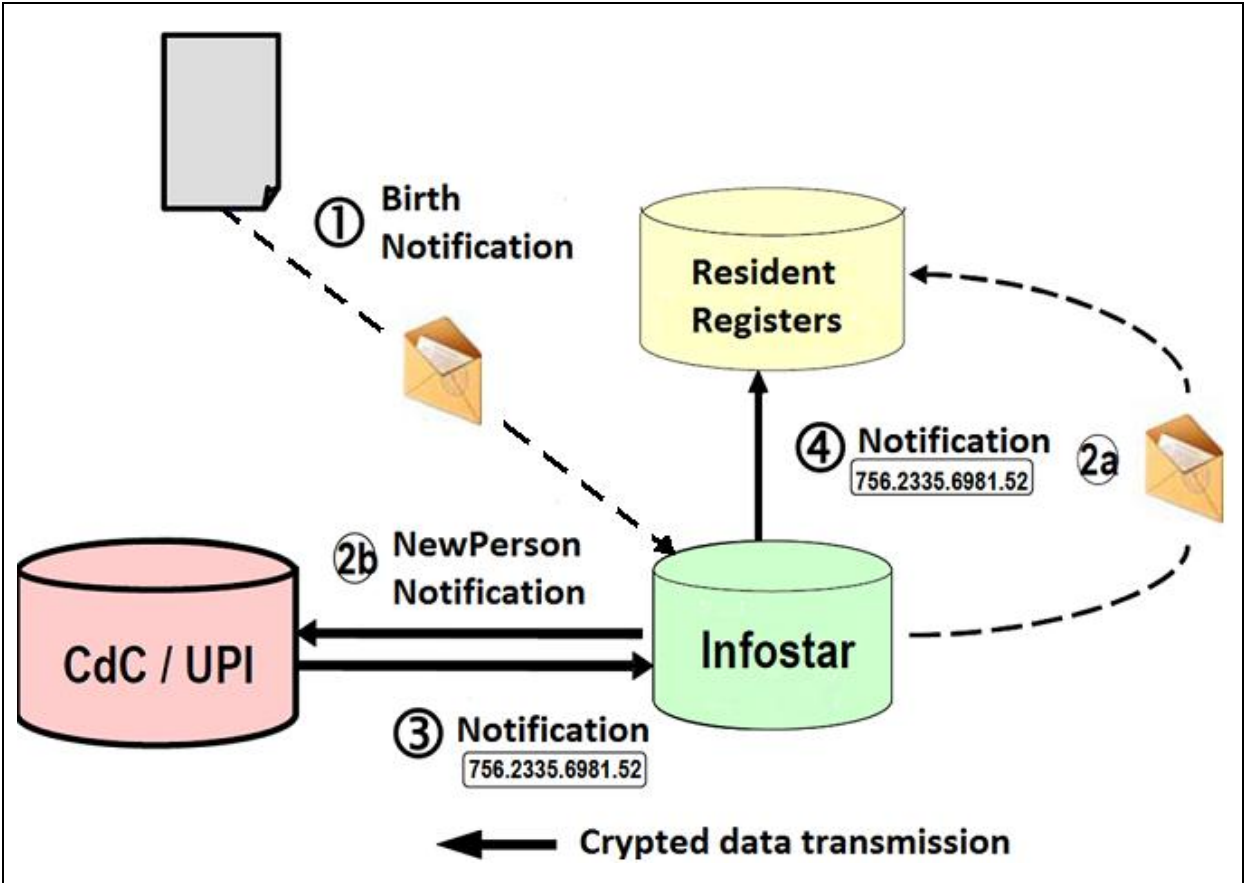 ①
Birth
Notification
Resident
Registers
④ Notification
756.2335.6981.52
2a
2b
NewPerson
Notification
CdC / UPI
Infostar
③ Notification
756.2335.6981.52
Crypted data transmission